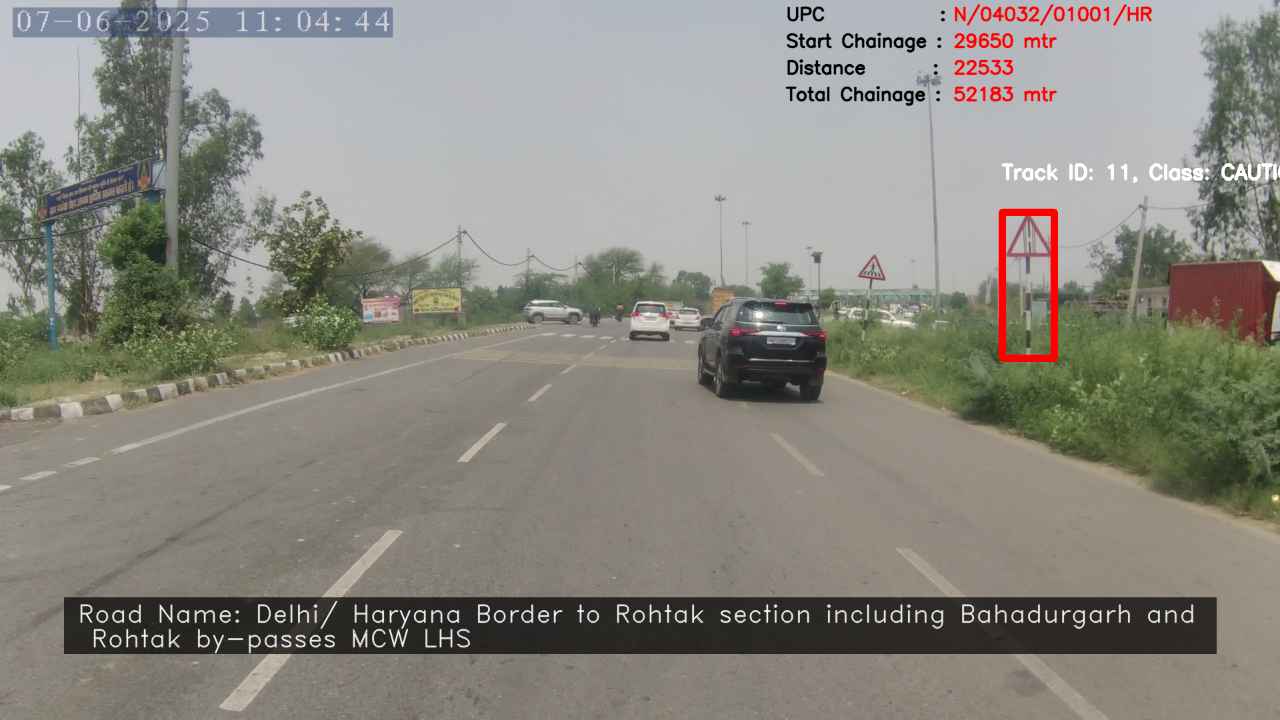 07-06-2025 11:04:44
UPC : N/04032/01001/HR
Start Chainage : 29650 mtr
Distance : 22533
Total Chainage : 52183 mtr
Track ID: 11, Class: CAUTI
Road Name: Delhi/ Haryana Border to Rohtak section including Bahadurgarh and
Rohtak by-passes MCW LHS